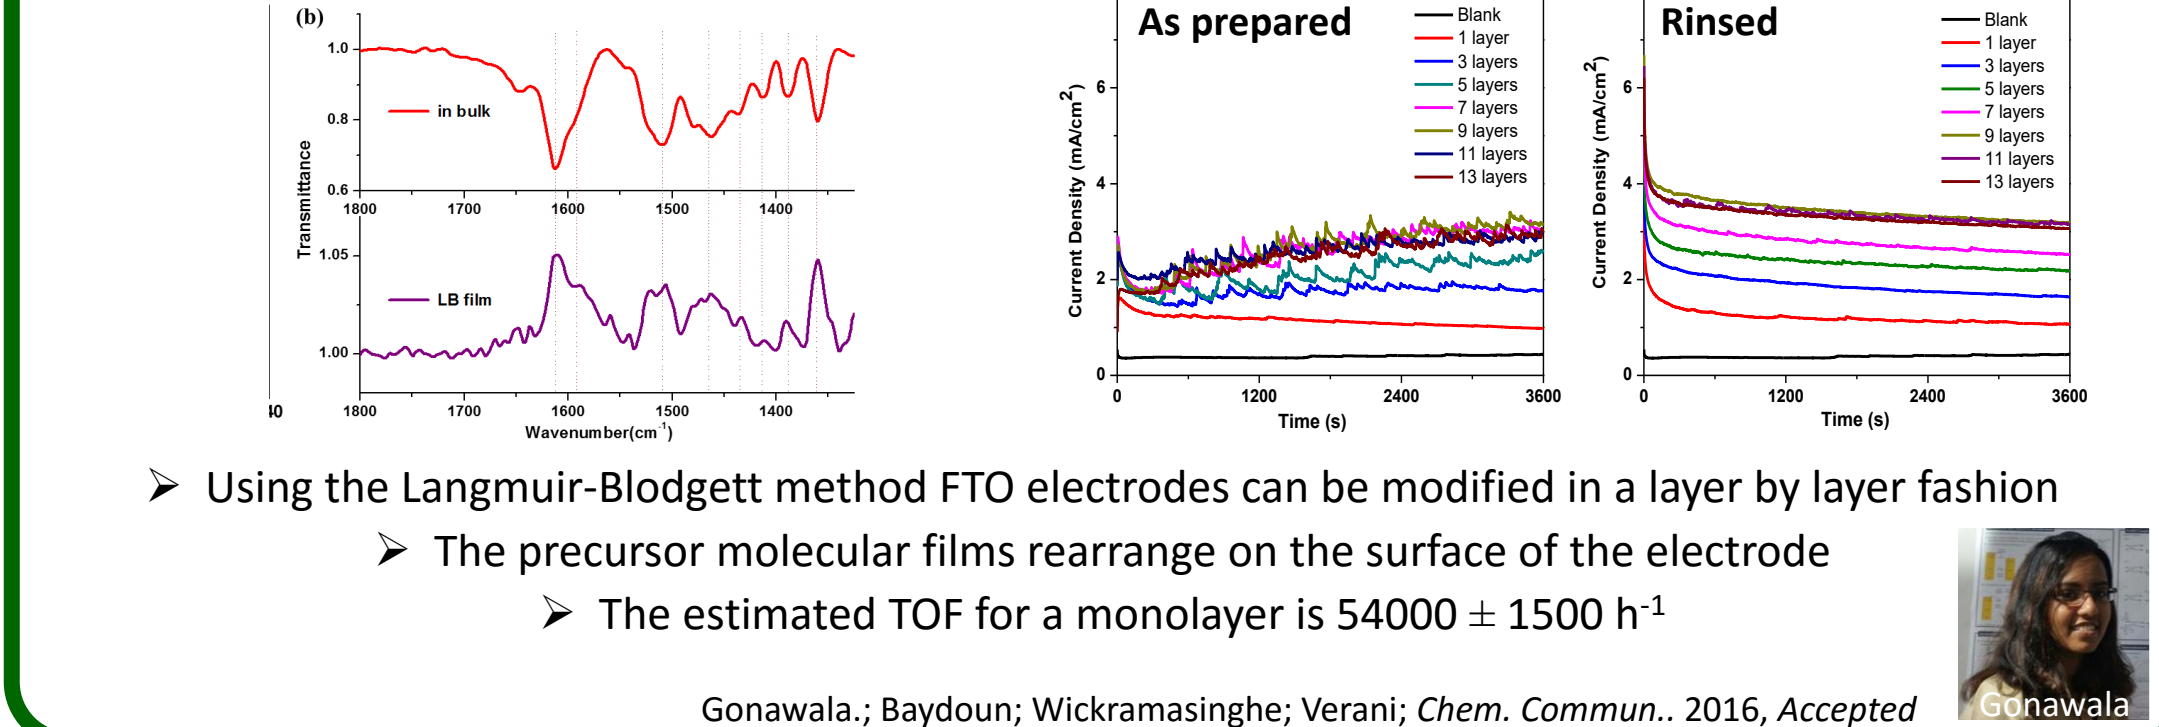 (b)
1.0
0.8
0.6
in bulk
1800 1700 1600 1500 1400
Transmittance
1.05
1.00
LB film
40
1800 1700 1600 1500 1400
Wavenumber(cm-1)
As prepared
Blank
1 layer
3 layers
5 layers
7 layers
9 layers
11 layers
13 layers
Current Density (mA/cm2)
6
4
2
0
0 1200 2400 3600
Time (s)
Rinsed
Blank
1 layer
3 layers
5 layers
7 layers
9 layers
11 layers
13 layers
Current Density (mA/cm2)
6
4
2
0
0 1200 2400 3600
Time (s)
➢ Using the Langmuir-Blodgett method FTO electrodes can be modified in a layer by layer fashion
➢ The precursor molecular films rearrange on the surface of the electrode
➢ The estimated TOF for a monolayer is 54000 ± 1500 h-1
Gonawala
Gonawala.; Baydoun; Wickramasinghe; Verani; Chem. Commun.. 2016, Accepted